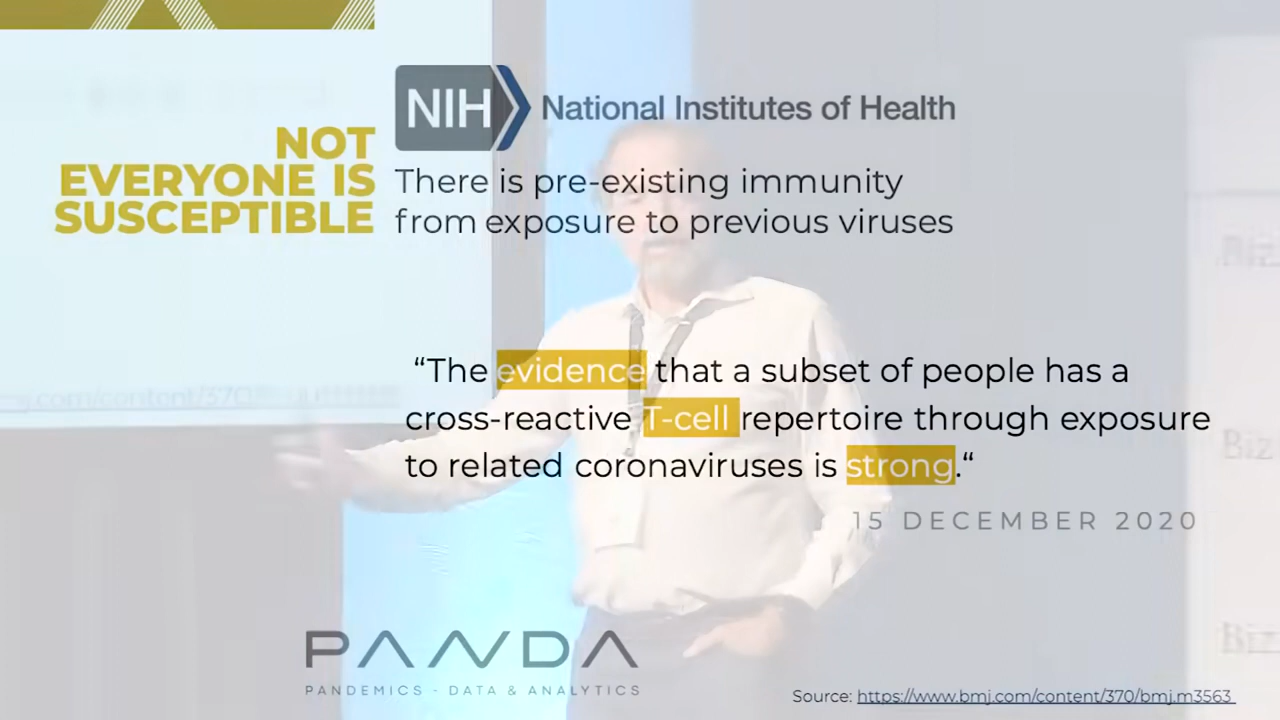 NOT
EVERYONE IS
SUSCEPTIBLE
NIH National Institutes of Health
There is pre-existing immunity
from exposure to previous viruses
“The evidence that a subset of people has a
cross-reactive T-cell repertoire through exposure
to related coronaviruses is strong.“
15 DECEMBER 2020
Biz
Biz
PANDA
PANDEMICS - DATA & ANALYTICS
Source: https://www.bmj.com/content/370/bmj.m3563